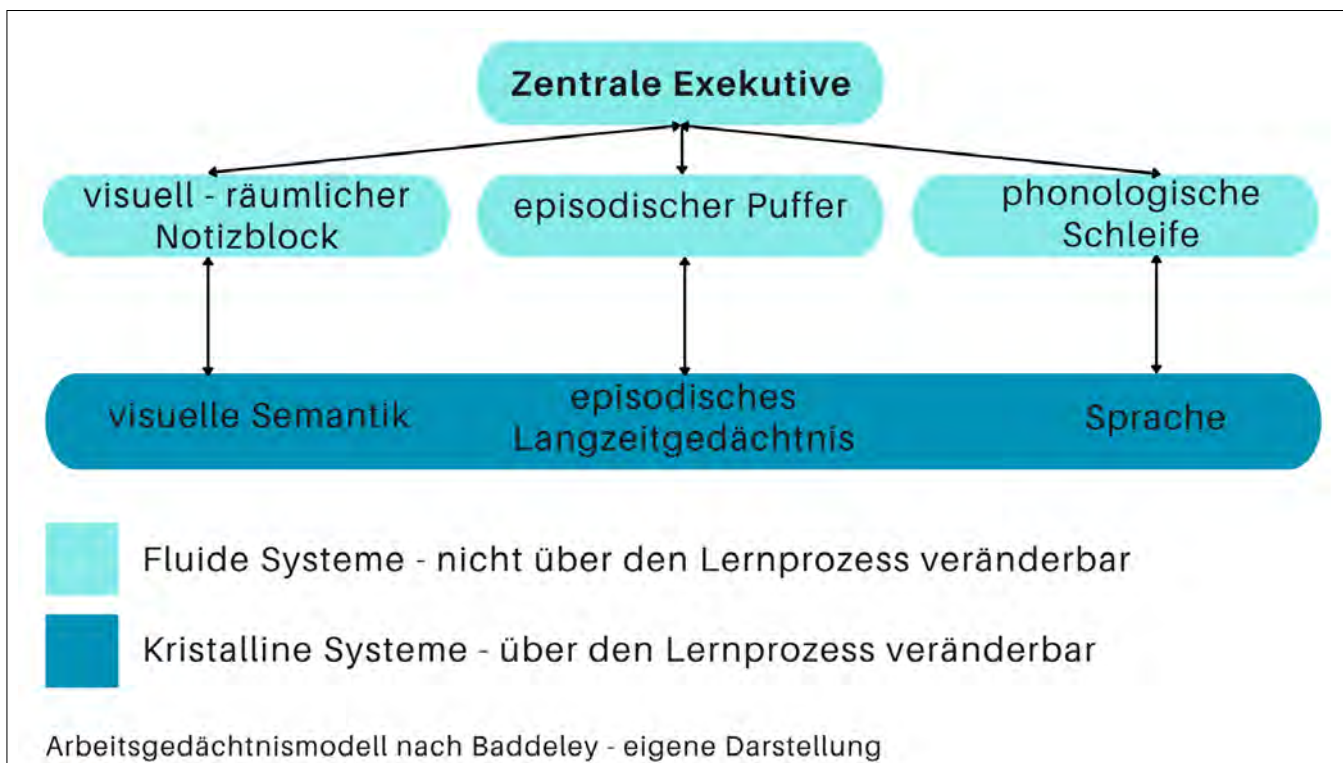 Zentrale Exekutive
visuell - räumlicher
Notizblock
episodischer Puffer
phonologische
Schleife
visuelle Semantik
episodisches
Langzeitgedächtnis
Sprache
Fluide Systeme - nicht über den Lernprozess veränderbar
Kristalline Systeme - über den Lernprozess veränderbar
Arbeitsgedächtnismodell nach Baddeley - eigene Darstellung